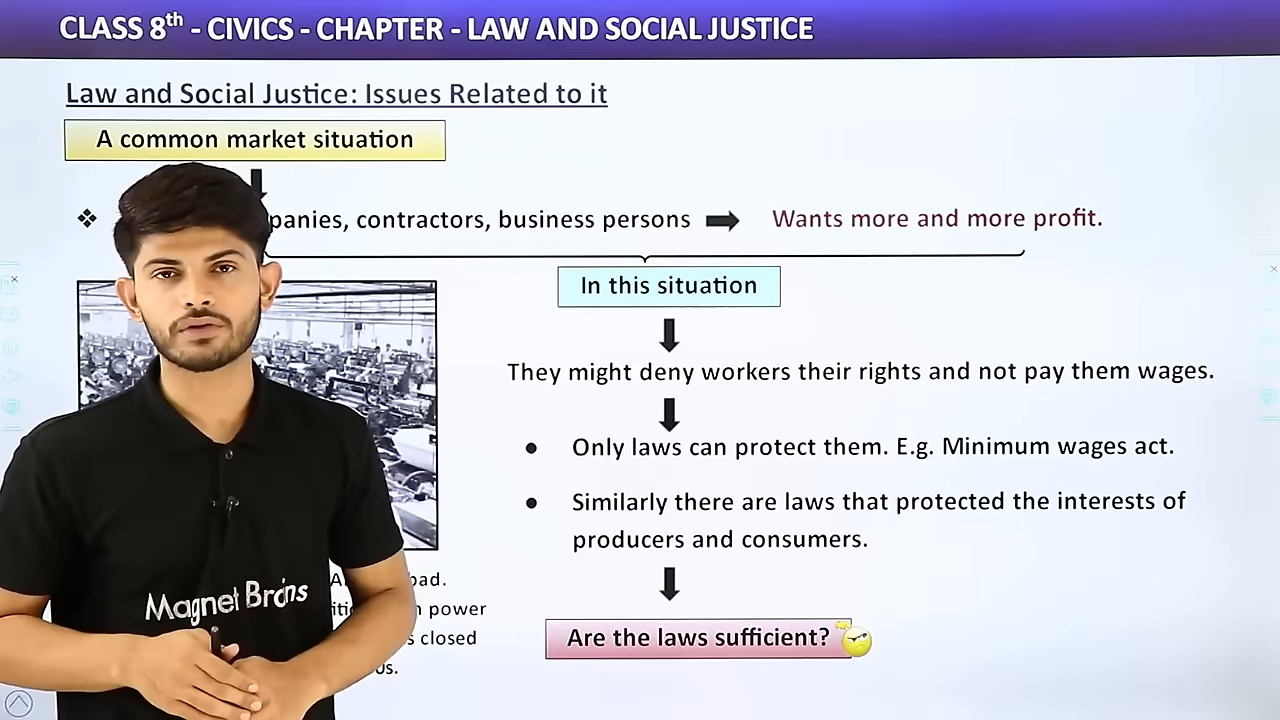 CLASS 8th - CIVICS - CHAPTER - LAW AND SOCIAL JUSTICE
Law and Social Justice: Issues Related to it
A common market situation
❖ panies, contractors, business persons ➡ Wants more and more profit.
In this situation
They might deny workers their rights and not pay them wages.
• Only laws can protect them. E.g. Minimum wages act.
• Similarly there are laws that protected the interests of
producers and consumers.
Are the laws sufficient?
bad.
power
closed
us.
Magnet Brains